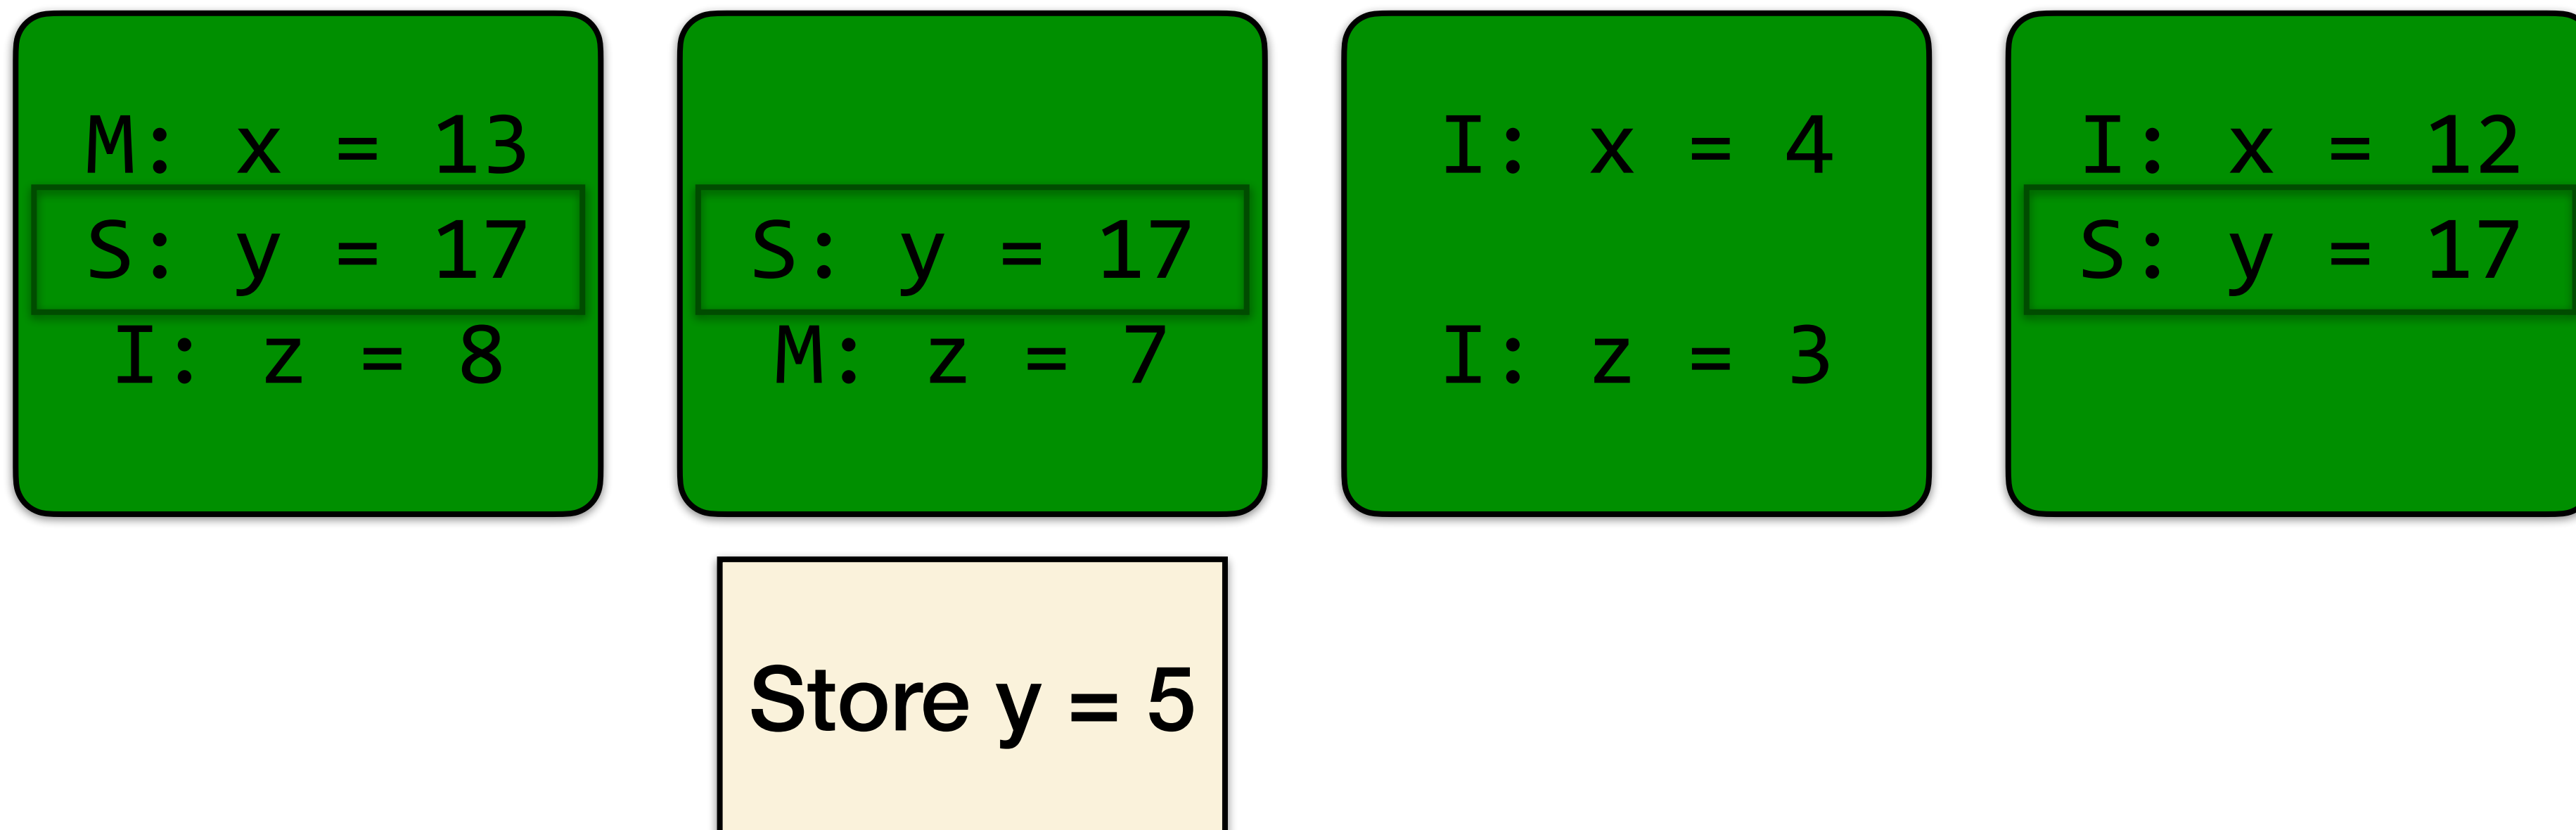 M: x = 13
S: y = 17
I: z = 8
S: y = 17
M: z = 7
I: x = 4
I: z = 3
I: x = 12
S: y = 17
Store y = 5